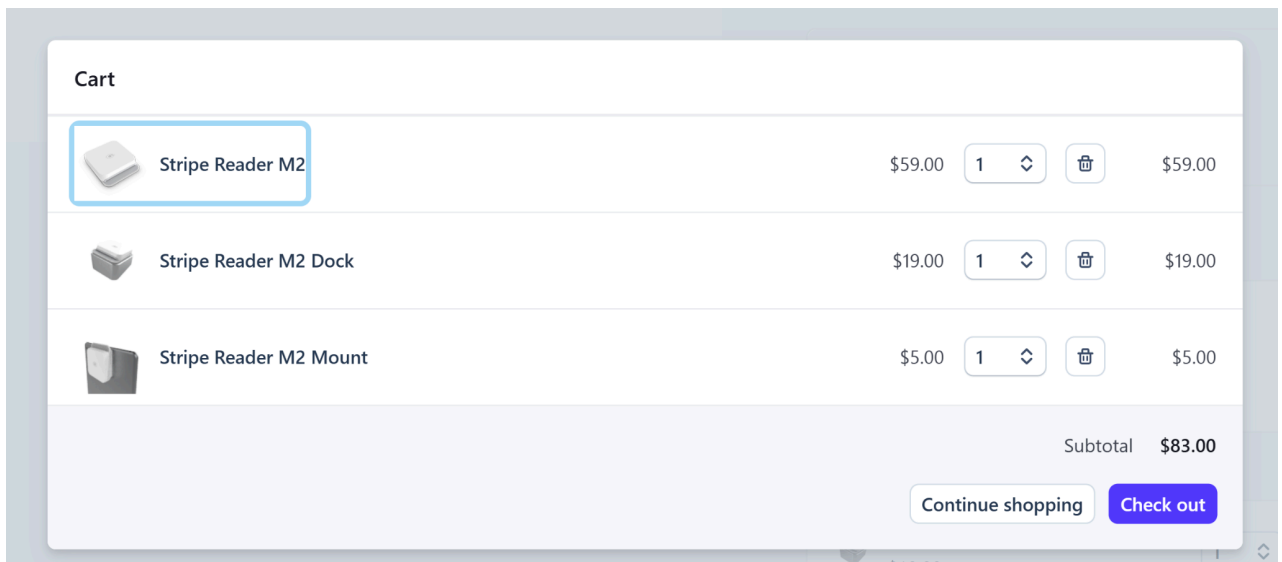 Cart
Stripe Reader M2 $59.00 1 $59.00
Stripe Reader M2 Dock $19.00 1 $19.00
Stripe Reader M2 Mount $5.00 1 $5.00
Subtotal $83.00
Continue shopping Check out